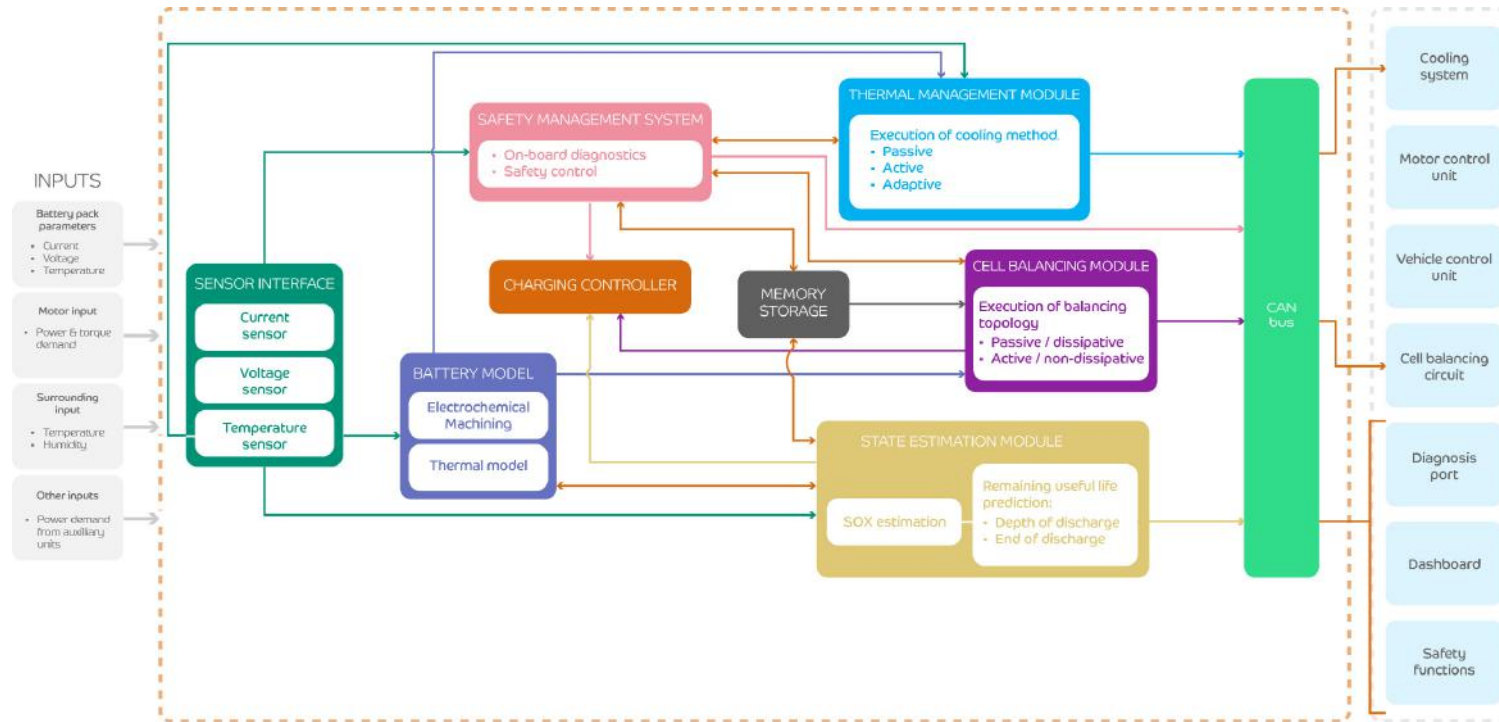 INPUTS
Battery pack
parameters
• Current
• Voltage
• Temperature
Motor input
• Power & torque
demand
Surrounding
input
• Temperature
• Humidity
Other inputs
• Power demand
from auxilliary
units
SENSOR INTERFACE
Current
sensor
Voltage
sensor
Temperature
sensor
BATTERY MODEL
Electrochemical
Machining
Thermal model
SAFETY MANAGEMENT SYSTEM
• On-board diagnostics
• Safety control
CHARGING CONTROLLER
MEMORY
STORAGE
THERMAL MANAGEMENT MODULE
Execution of cooling method.
• Passive
• Active
• Adaptive
CELL BALANCING MODULE
Execution of balancing
topology
• Passive / dissipative
• Active / non-dissipative
STATE ESTIMATION MODULE
SOX estimation
Remaining useful life
prediction:
• Depth of discharge
• End of discharge
CAN
bus
Cooling
system
Motor control
unit
Vehicle control
unit
Cell balancing
circuit
Diagnosis
port
Dashboard
Safety
functions